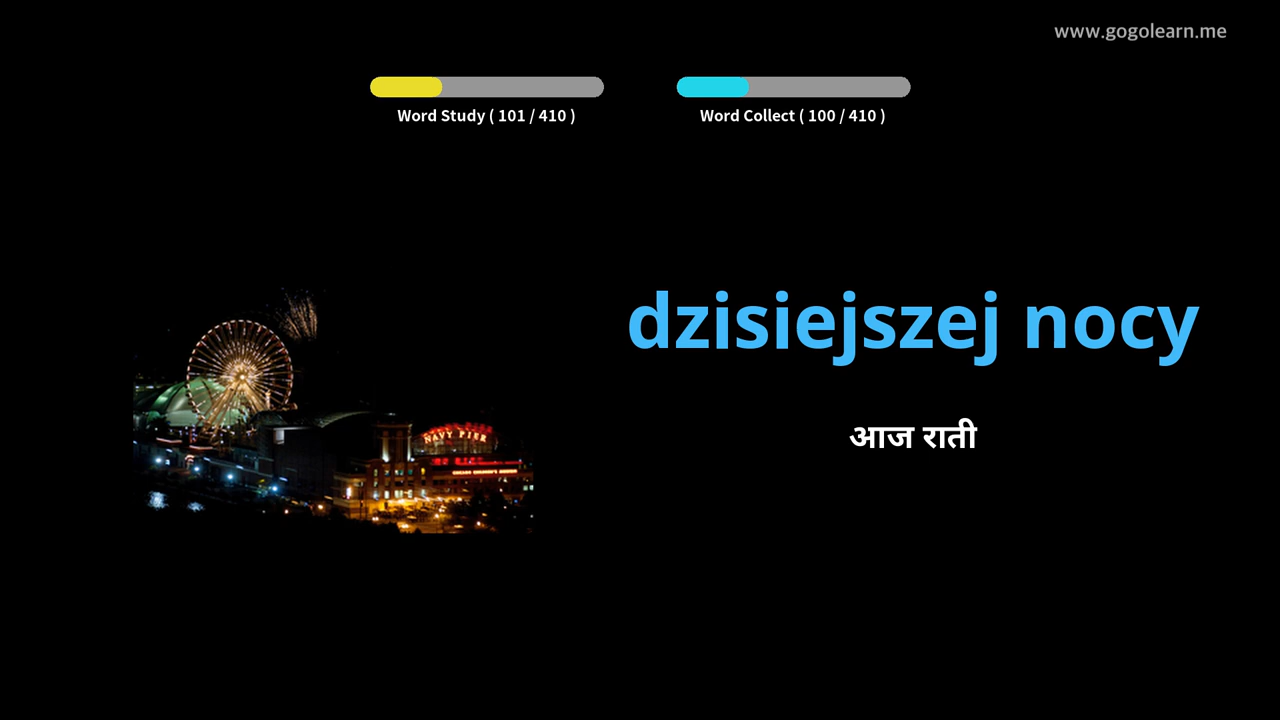 www.gogolearn.me
Word Study ( 101 / 410 )
Word Collect ( 100 / 410 )
dzisiejszej nocy
आज राती
NAVY PIER